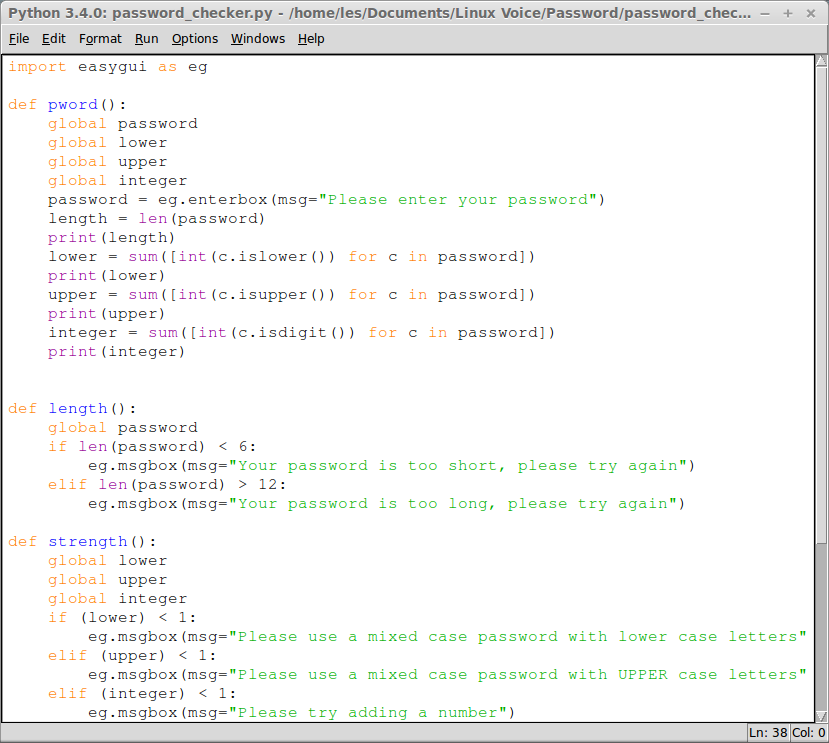 Python 3.4.0: password_checker.py - /home/les/Documents/Linux Voice/Password/password_chec...
File Edit Format Run Options Windows Help
import easygui as eg

def pword():
    global password
    global lower
    global upper
    global integer
    password = eg.enterbox(msg="Please enter your password")
    length = len(password)
    print(length)
    lower = sum([int(c.islower()) for c in password])
    print(lower)
    upper = sum([int(c.isupper()) for c in password])
    print(upper)
    integer = sum([int(c.isdigit()) for c in password])
    print(integer)


def length():
    global password
    if len(password) < 6:
        eg.msgbox(msg="Your password is too short, please try again")
    elif len(password) > 12:
        eg.msgbox(msg="Your password is too long, please try again")

def strength():
    global lower
    global upper
    global integer
    if (lower) < 1:
        eg.msgbox(msg="Please use a mixed case password with lower case letters"
    elif (upper) < 1:
        eg.msgbox(msg="Please use a mixed case password with UPPER case letters"
    elif (integer) < 1:
        eg.msgbox(msg="Please try adding a number")
Ln: 38 Col: 0